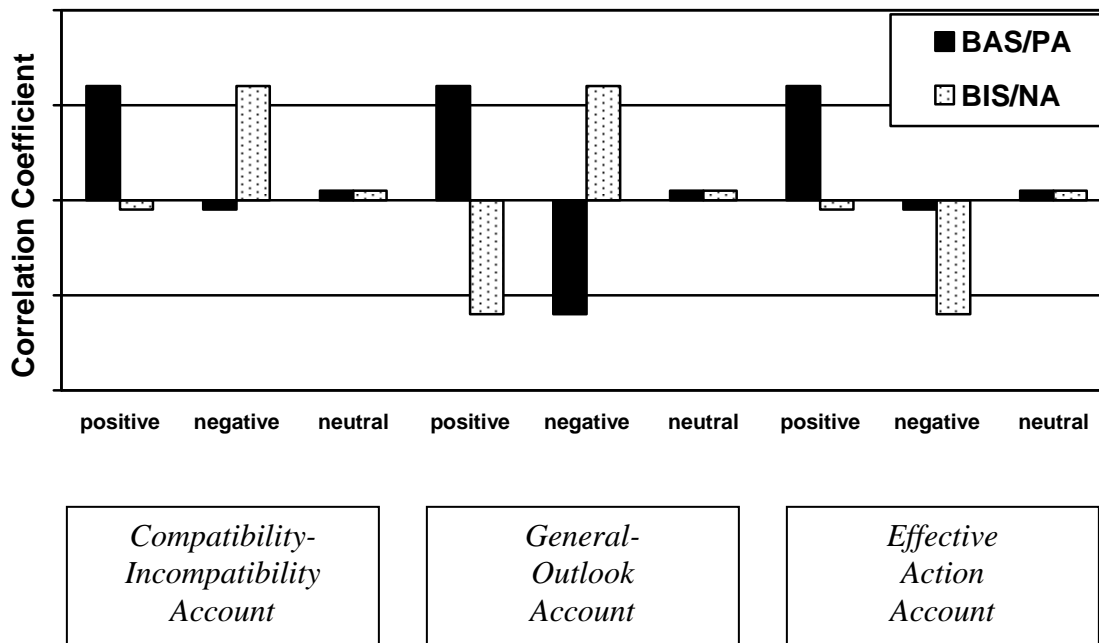 BAS/PA
BIS/NA
Correlation Coefficient
positive negative neutral positive negative neutral positive negative neutral
Compatibility-
Incompatibility
Account
General-
Outlook
Account
Effective
Action
Account